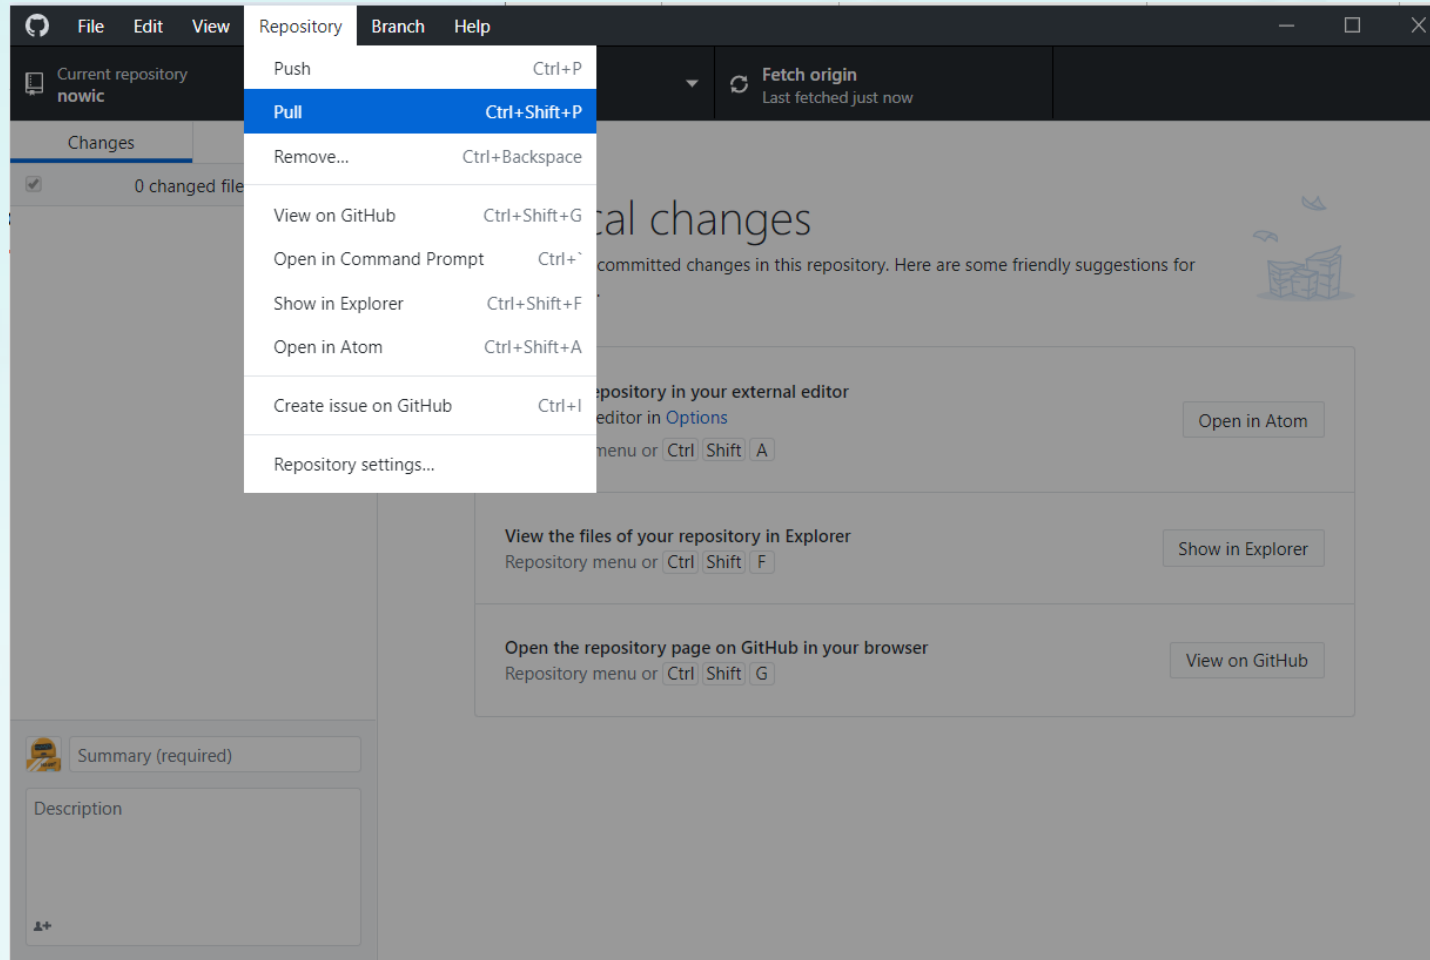 File Edit View Repository Branch Help
Current repository
nowic
Fetch origin
Last fetched just now
Push Ctrl+P
Pull Ctrl+Shift+P
Remove... Ctrl+Backspace
View on GitHub Ctrl+Shift+G
Open in Command Prompt Ctrl+`
Show in Explorer Ctrl+Shift+F
Open in Atom Ctrl+Shift+A
Create issue on GitHub Ctrl+I
Repository settings...
Changes
0 changed file
cal changes
committed changes in this repository. Here are some friendly suggestions for
epository in your external editor
editor in Options
menu or Ctrl Shift A
Open in Atom
View the files of your repository in Explorer
Repository menu or Ctrl Shift F
Show in Explorer
Open the repository page on GitHub in your browser
Repository menu or Ctrl Shift G
View on GitHub
Summary (required)
Description